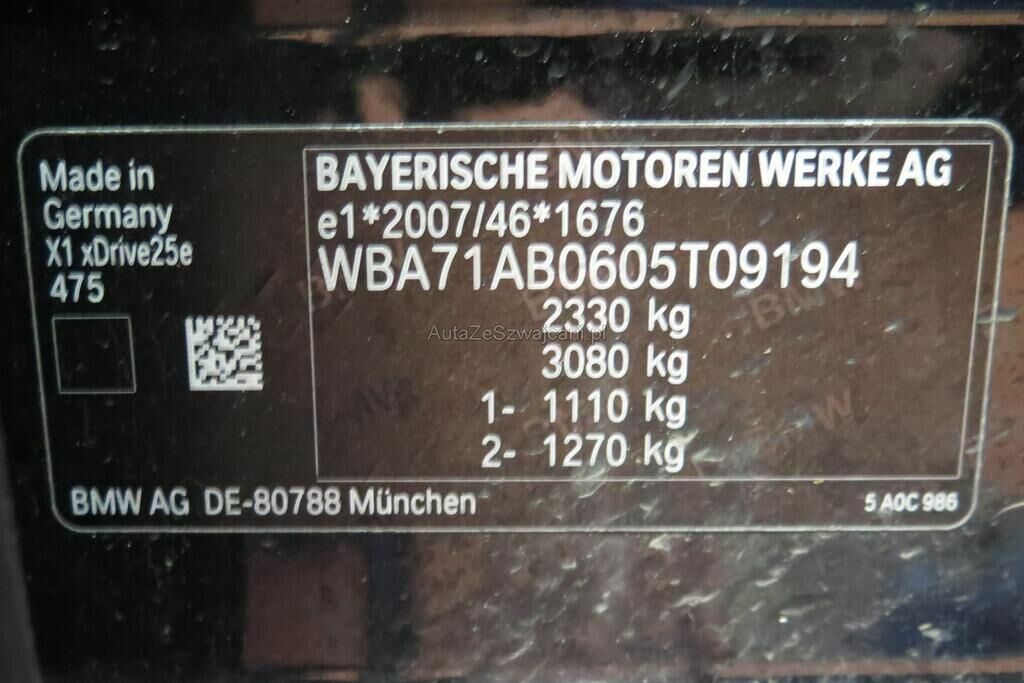 Made in
Germany
X1 xDrive25e
475
BAYERISCHE MOTOREN WERKE AG
e1*2007/46*1676
WBA71AB0605T09194
2330 kg
AutaZeSzwajcarii.pl
3080 kg
1- 1110 kg
2- 1270 kg
BMW AG DE-80788 München
5 A0C 986